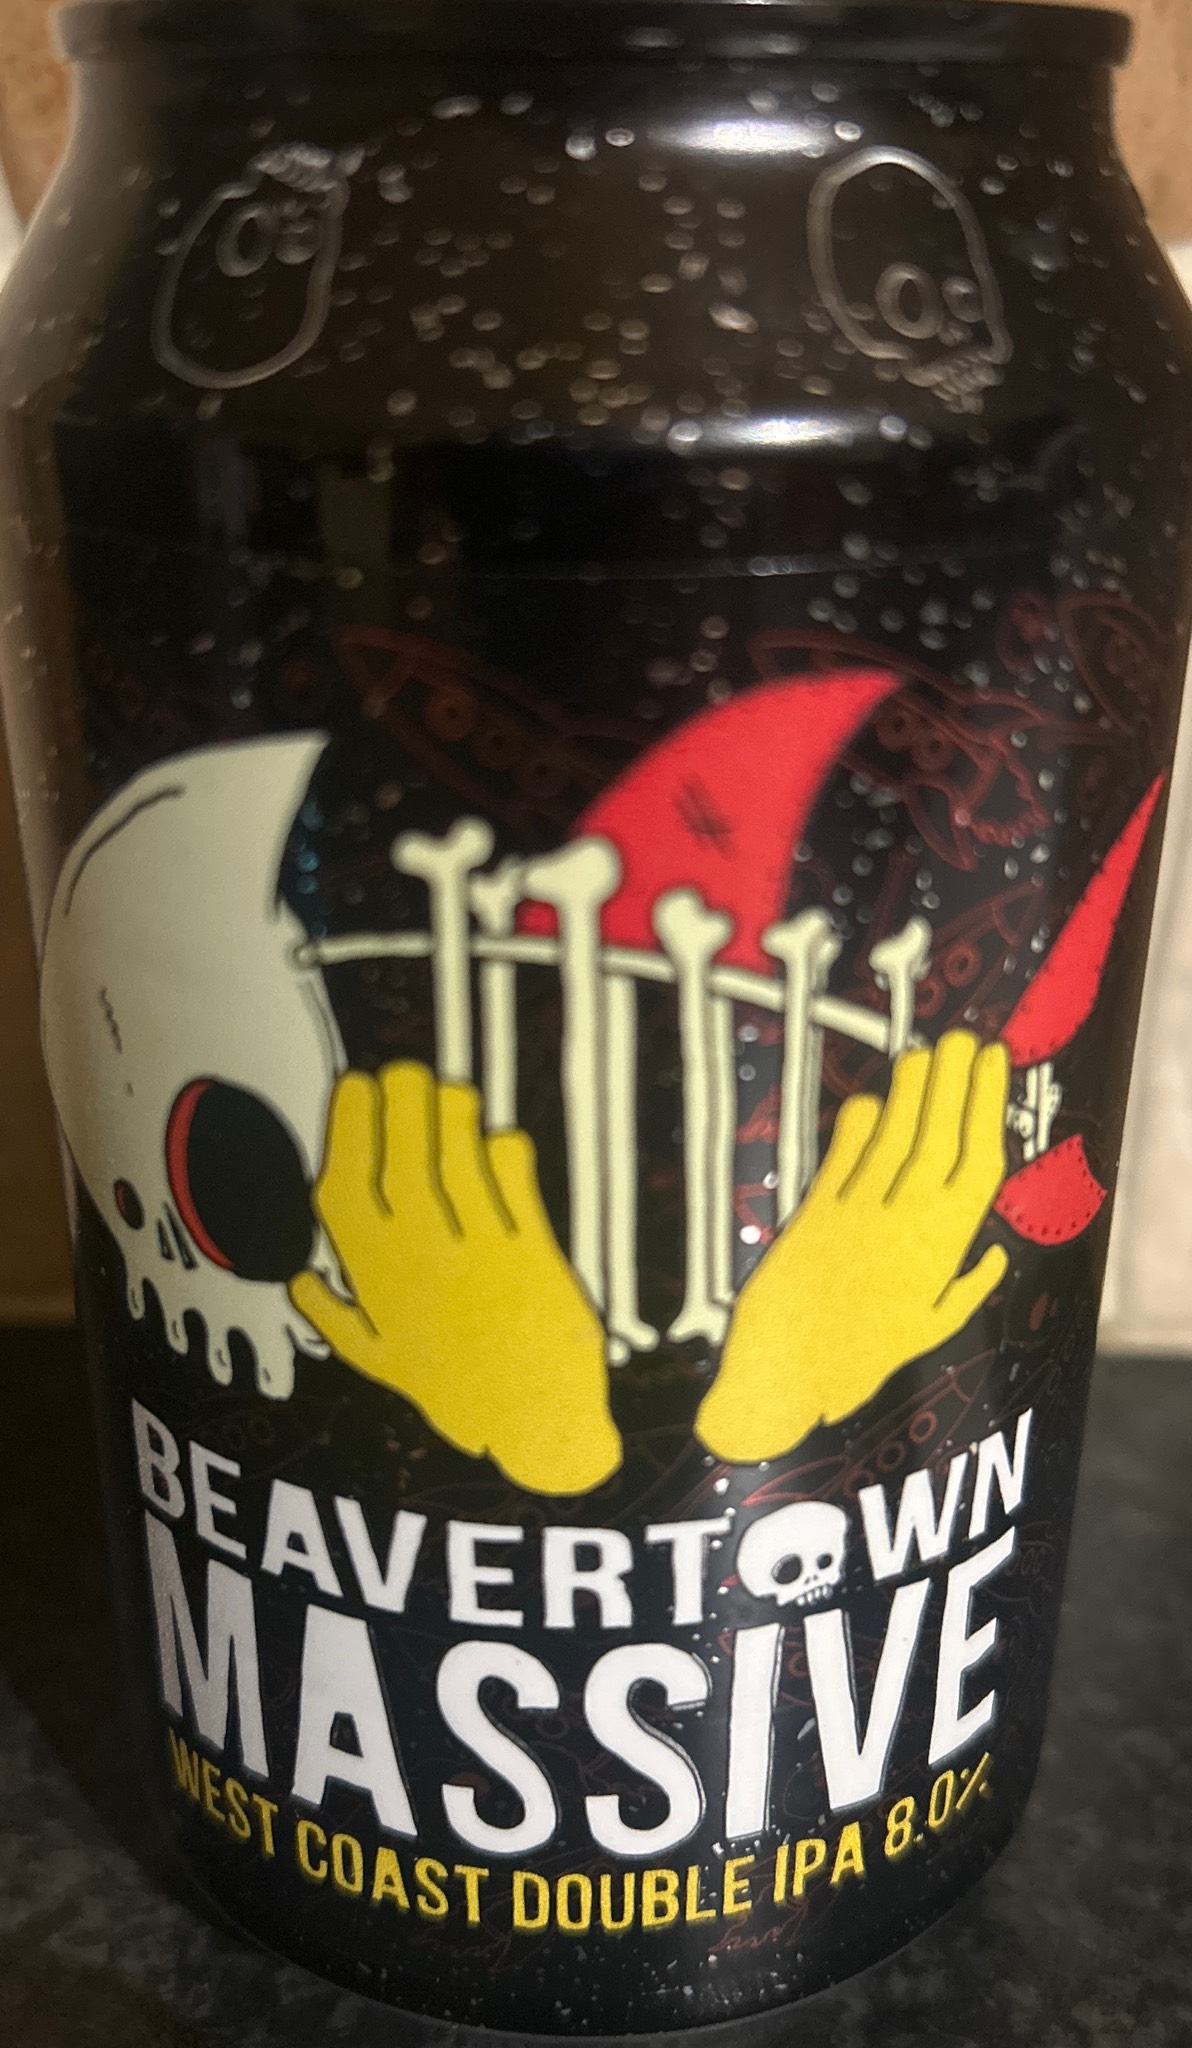 BEAVERTOWN
MASSIVE
WEST COAST DOUBLE IPA 8.0%